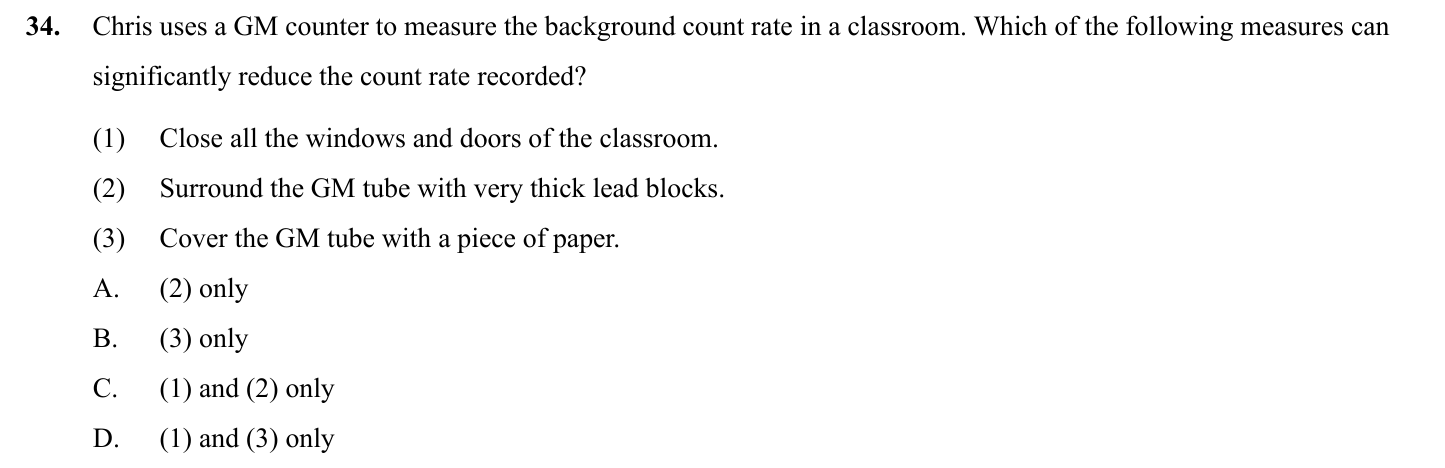 34. Chris uses a GM counter to measure the background count rate in a classroom. Which of the following measures can
significantly reduce the count rate recorded?
(1) Close all the windows and doors of the classroom.
(2) Surround the GM tube with very thick lead blocks.
(3) Cover the GM tube with a piece of paper.
A. (2) only
B. (3) only
C. (1) and (2) only
D. (1) and (3) only